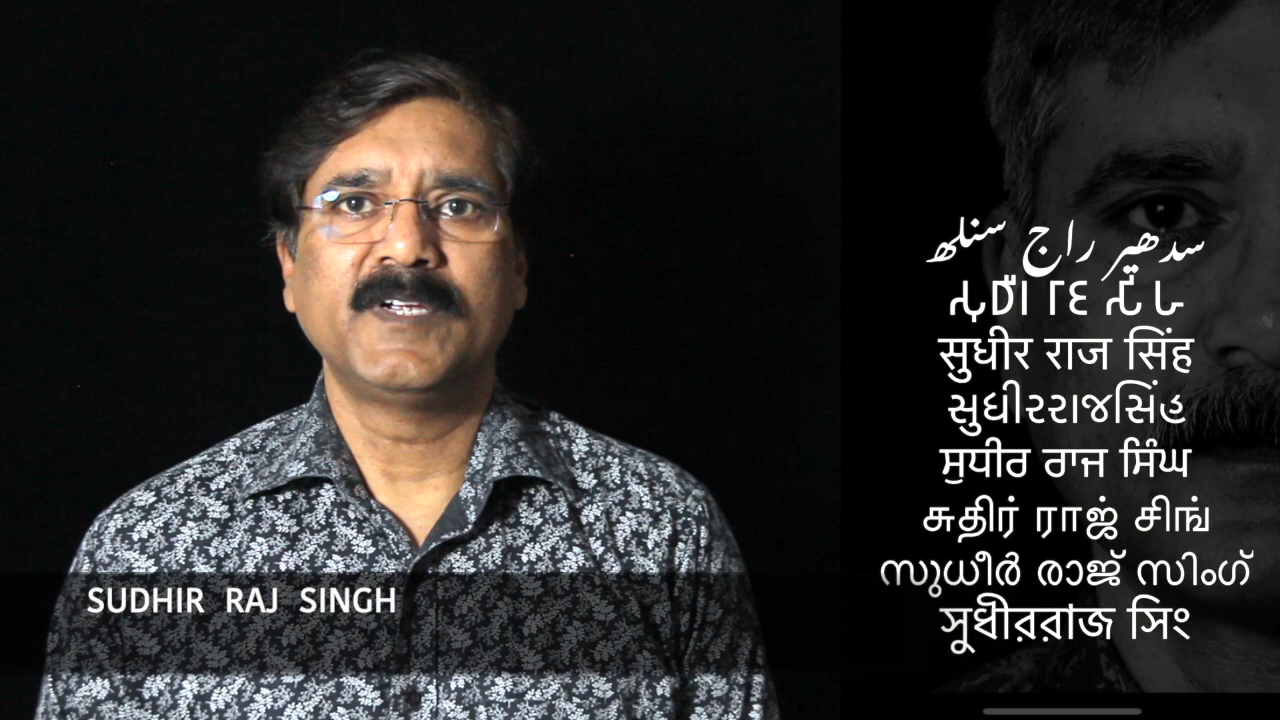 سدھیر راج سنلھ
सुधीर राज सिंह
સુધીરરાજસિંહ
ਸੁਧੀਰ ਰਾਜ ਸਿੰਘ
சுதிர் ராஜ் சிங்
സുധീർ രാജ് സിംഗ്
সুধীররাজ সিং
SUDHIR RAJ SINGH